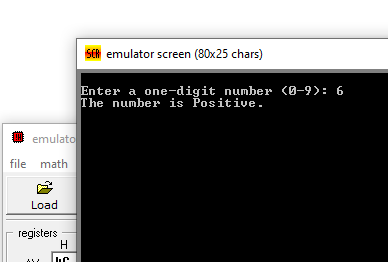 emulator screen (80x25 chars)
Enter a one-digit number (0-9): 6
The number is Positive.
emulato
file math
Load
registers
H